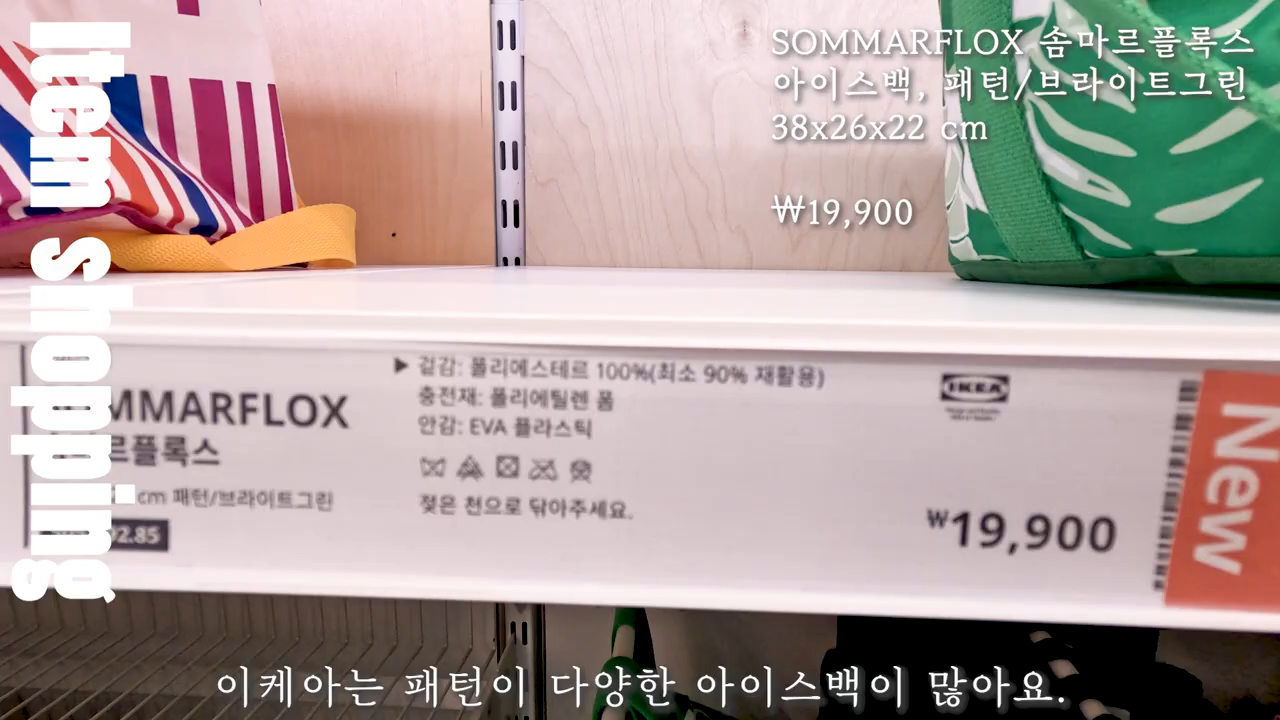 Item shopping
SOMMARFLOX 솜마르플록스
아이스백, 패턴/브라이트그린
38x26x22 cm
₩19,900
▶ 겉감: 폴리에스테르 100%(최소 90% 재활용)
충전재: 폴리에틸렌 폼
안감: EVA 플라스틱
젖은 천으로 닦아주세요.
MMARFLOX
르플록스
cm 패턴/브라이트그린
02.85
IKEA
₩19,900
New
이케아는 패턴이 다양한 아이스백이 많아요.